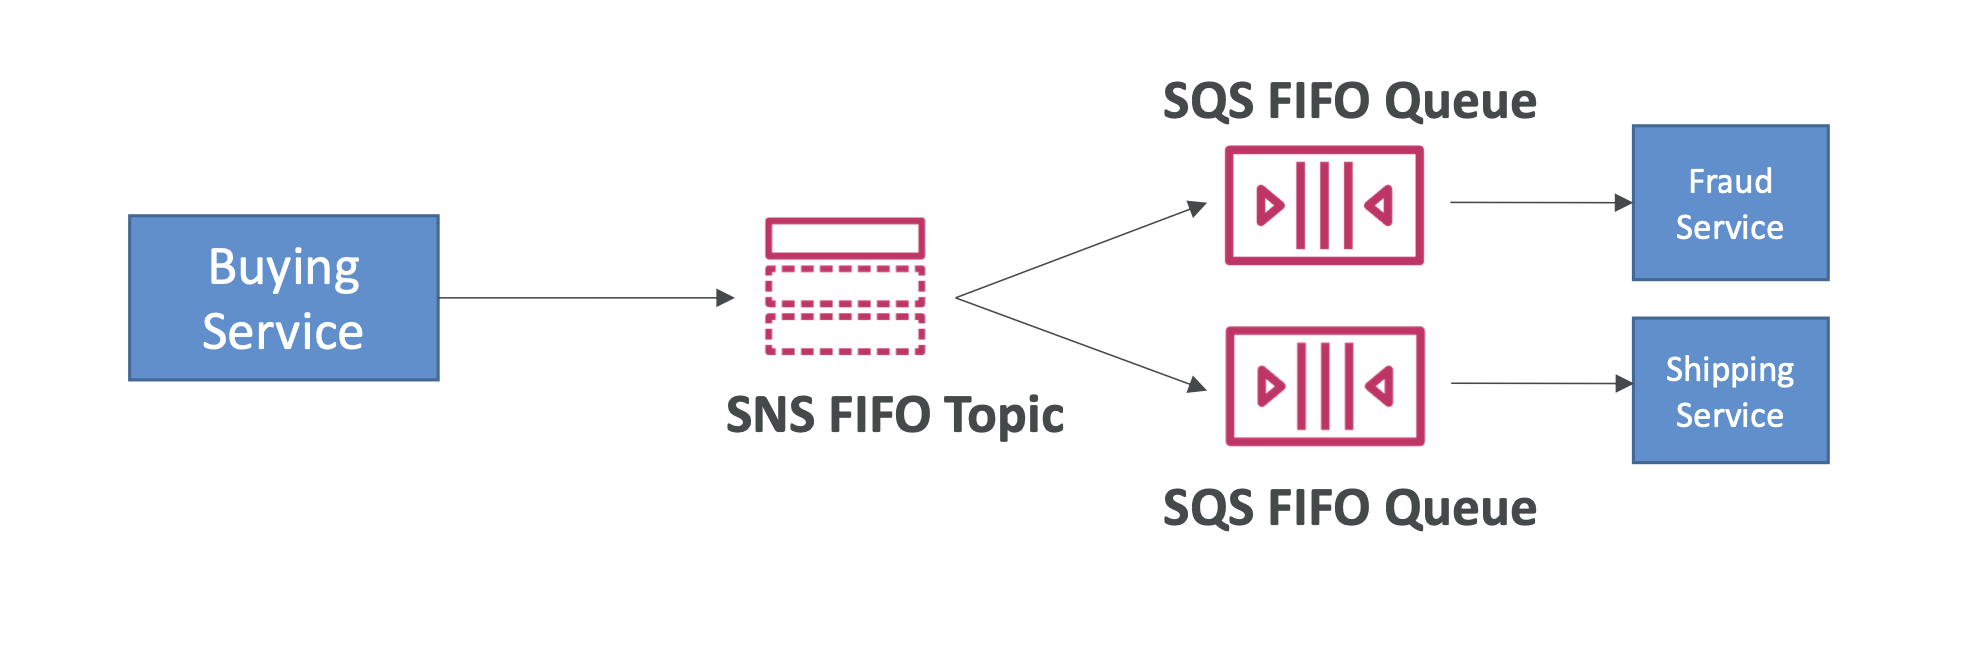 Buying
Service
SNS FIFO Topic
SQS FIFO Queue
Fraud
Service
SQS FIFO Queue
Shipping
Service